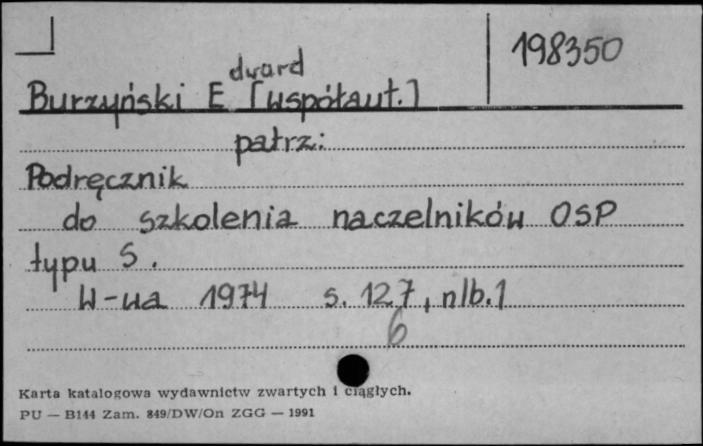 198350
dward
Burzyński E [współaut.]
patrz:
Podręcznik
do szkolenia naczelników OSP
typu S.
W-wa 1974 s. 127, nlb. 1
6
Karta katalogowa wydawnictw zwartych i ciągłych.
PU — B144 Zam. 849/DW/On ZGG — 1991